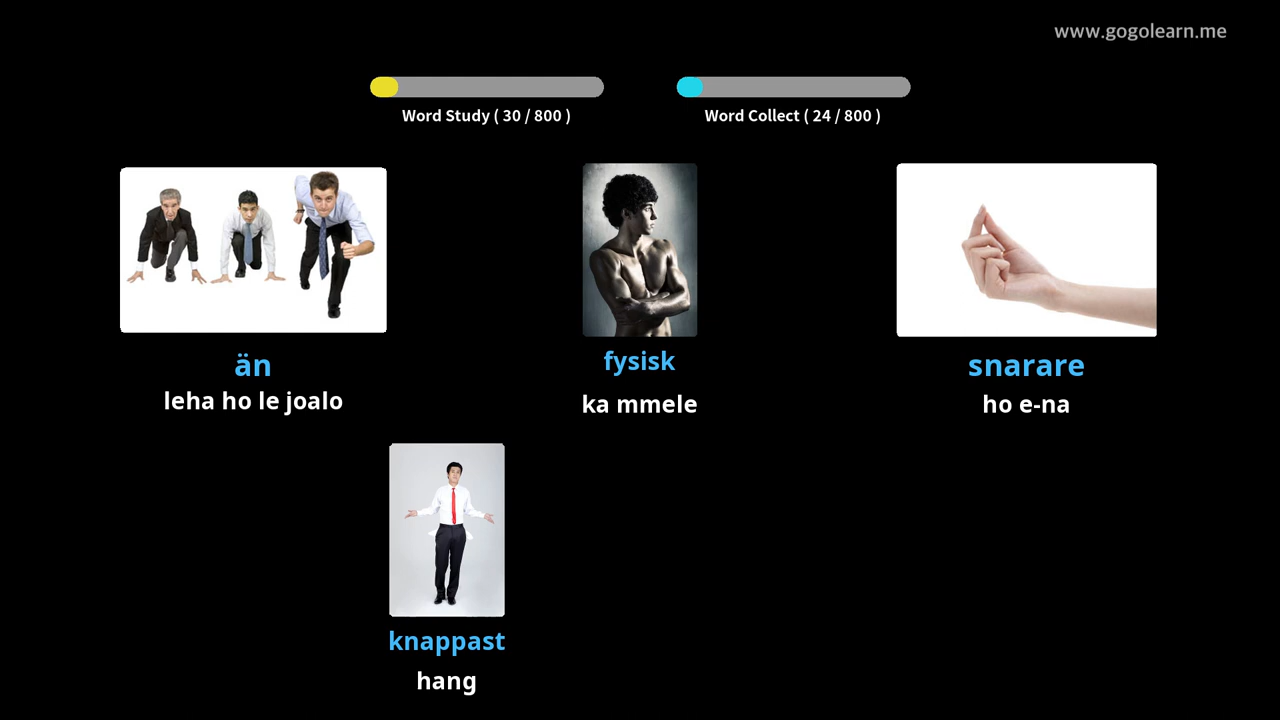 www.gogolearn.me
Word Study ( 30 / 800 )
Word Collect ( 24 / 800 )
än
leha ho le joalo
fysisk
ka mmele
snarare
ho e-na
knappast
hang